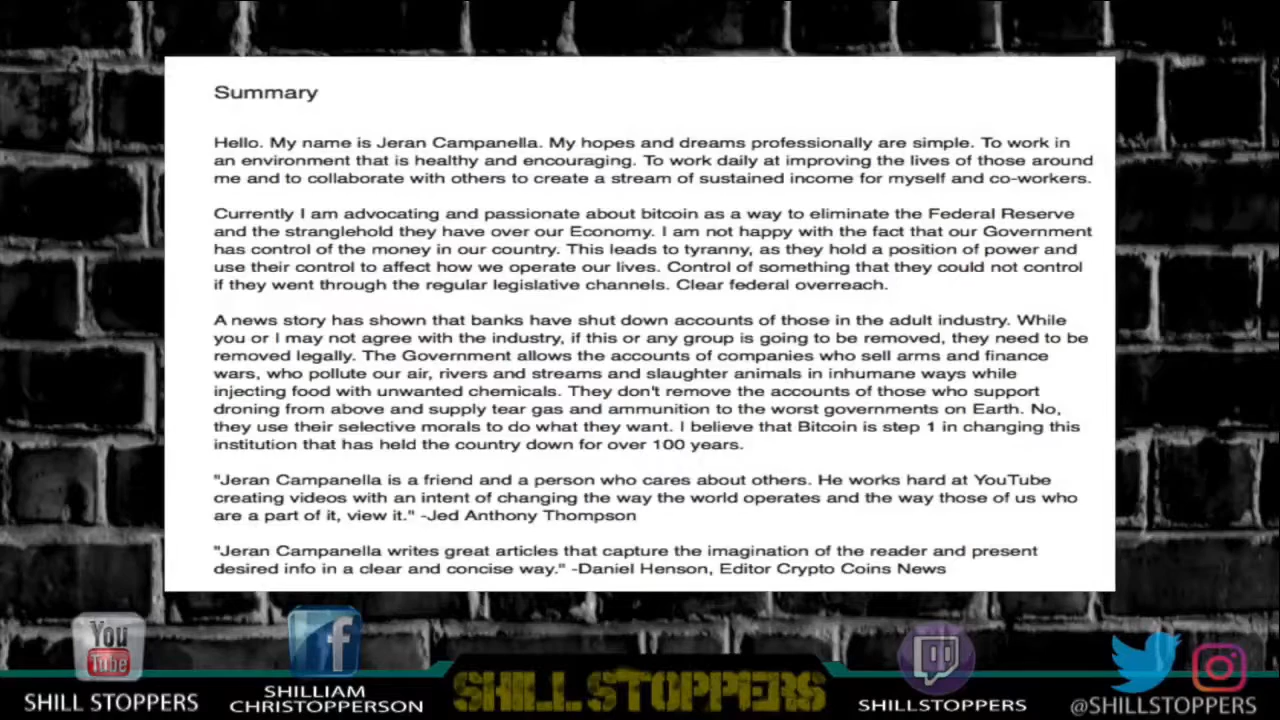 Summary
Hello. My name is Jeran Campanella. My hopes and dreams professionally are simple. To work in
an environment that is healthy and encouraging. To work daily at improving the lives of those around
me and to collaborate with others to create a stream of sustained income for myself and co-workers.
Currently I am advocating and passionate about bitcoin as a way to eliminate the Federal Reserve
and the stranglehold they have over our Economy. I am not happy with the fact that our Government
has control of the money in our country. This leads to tyranny, as they hold a position of power and
use their control to affect how we operate our lives. Control of something that they could not control
if they went through the regular legislative channels. Clear federal overreach.
A news story has shown that banks have shut down accounts of those in the adult industry. While
you or I may not agree with the industry, if this or any group is going to be removed, they need to be
removed legally. The Government allows the accounts of companies who sell arms and finance
wars, who pollute our air, rivers and streams and slaughter animals in inhumane ways while
injecting food with unwanted chemicals. They don't remove the accounts of those who support
droning from above and supply tear gas and ammunition to the worst governments on Earth. No,
they use their selective morals to do what they want. I believe that Bitcoin is step 1 in changing this
institution that has held the country down for over 100 years.
"Jeran Campanella is a friend and a person who cares about others. He works hard at YouTube
creating videos with an intent of changing the way the world operates and the way those of us who
are a part of it, view it." -Jed Anthony Thompson
"Jeran Campanella writes great articles that capture the imagination of the reader and present
desired info in a clear and concise way." -Daniel Henson, Editor Crypto Coins News
You
Tube
SHILL STOPPERS
f
SHILLIAM
CHRISTOPPERSON
SHILL STOPPERS
SHILLSTOPPERS
@SHILLSTOPPERS